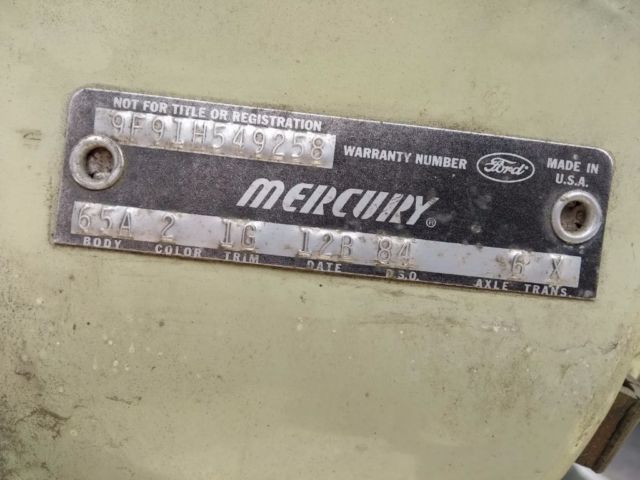 NOT FOR TITLE OR REGISTRATION
9F91H549258
WARRANTY NUMBER Ford MADE IN U.S.A.
MERCURY®
65A 2 1G 12B 84 6 X
BODY COLOR TRIM DATE D.S.O. AXLE TRANS.